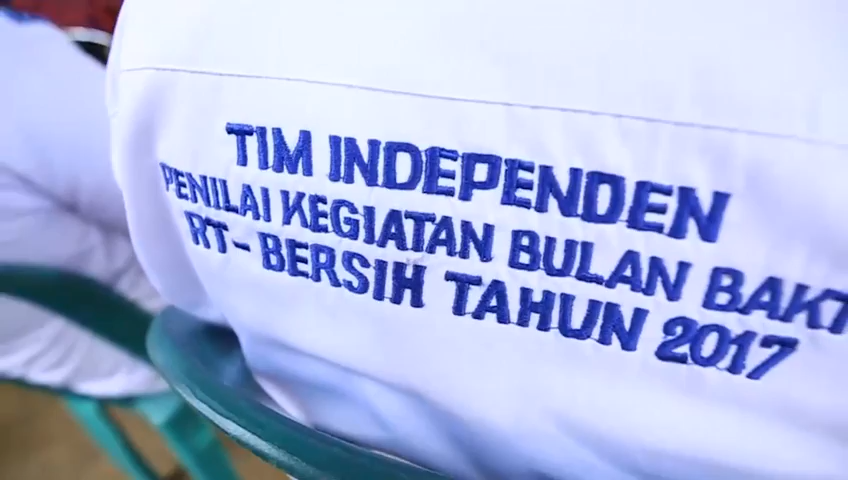 TIM INDEPENDEN
PENILAI KEGIATAN BULAN BAKTI
RT - BERSIH TAHUN 2017